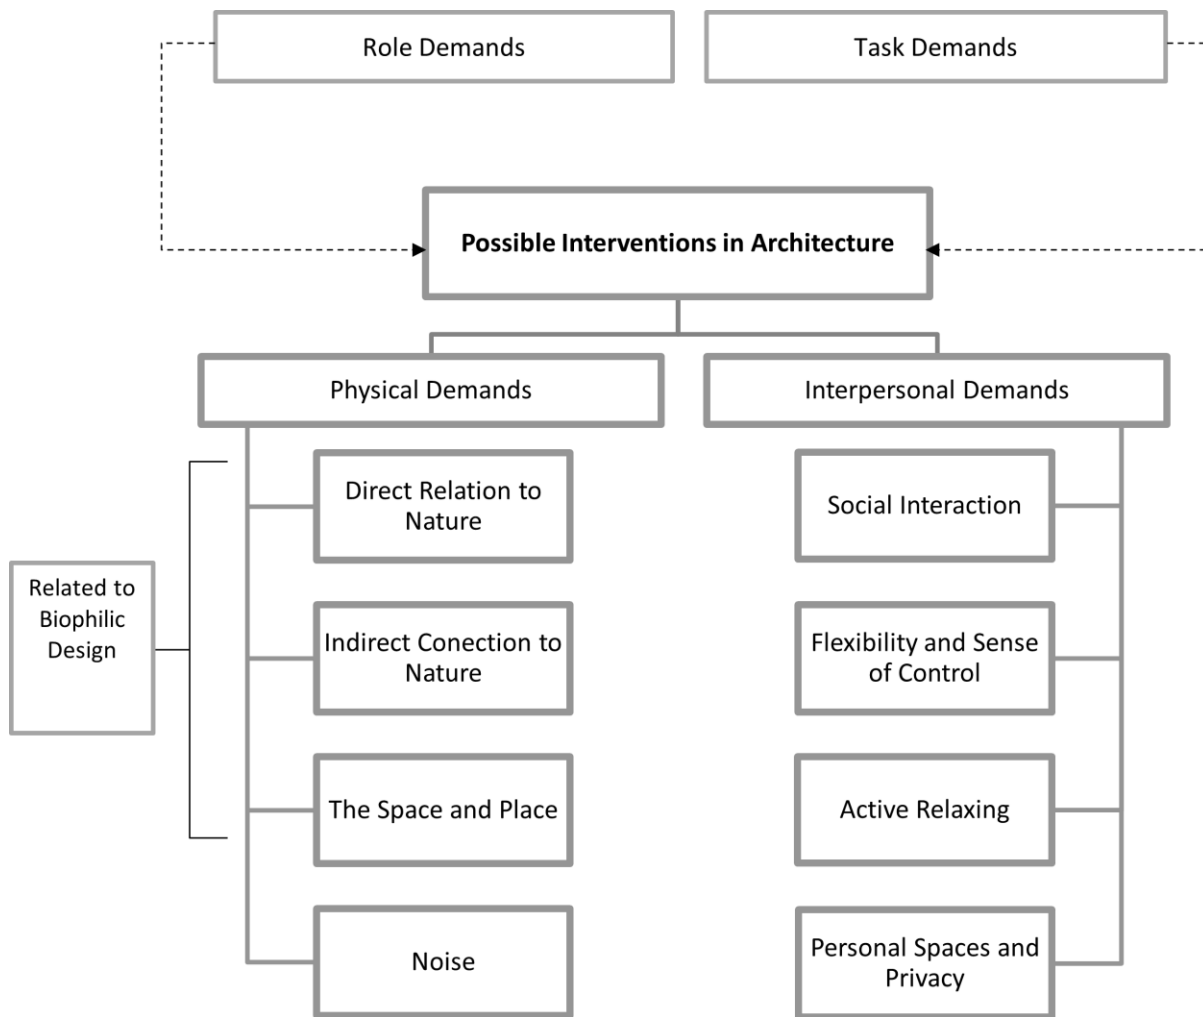 Role Demands
Task Demands
Possible Interventions in Architecture
Physical Demands
Interpersonal Demands
Direct Relation to
Nature
Social Interaction
Related to
Biophilic
Design
Indirect Conection to
Nature
Flexibility and Sense
of Control
The Space and Place
Active Relaxing
Noise
Personal Spaces and
Privacy